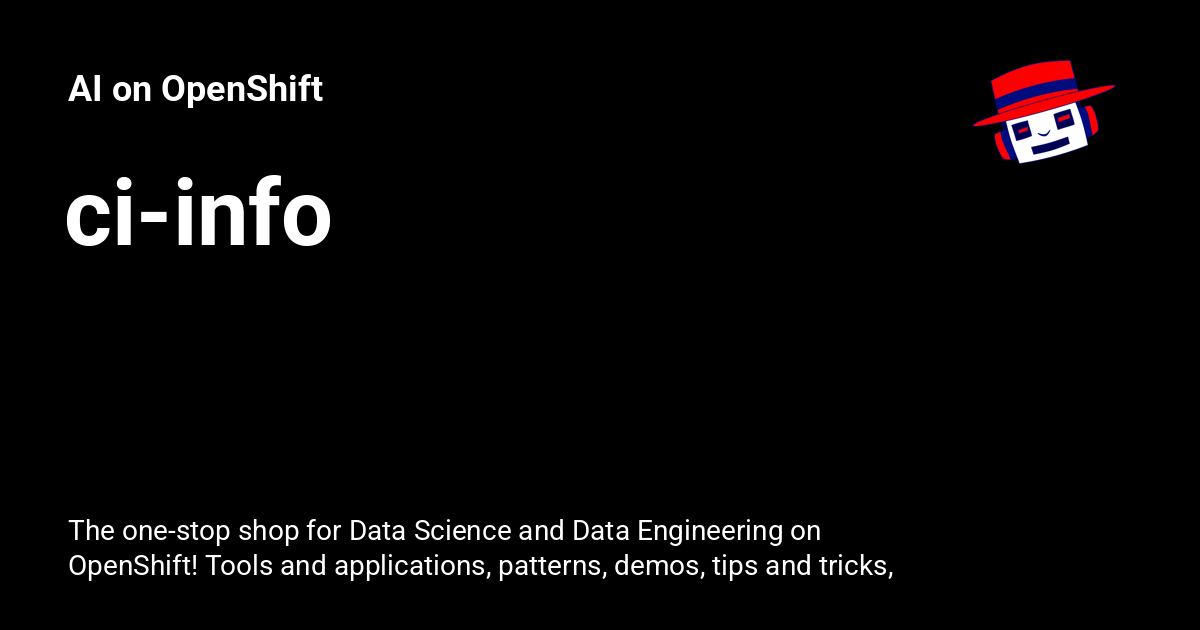 AI on OpenShift
ci-info
The one-stop shop for Data Science and Data Engineering on
OpenShift! Tools and applications, patterns, demos, tips and tricks,